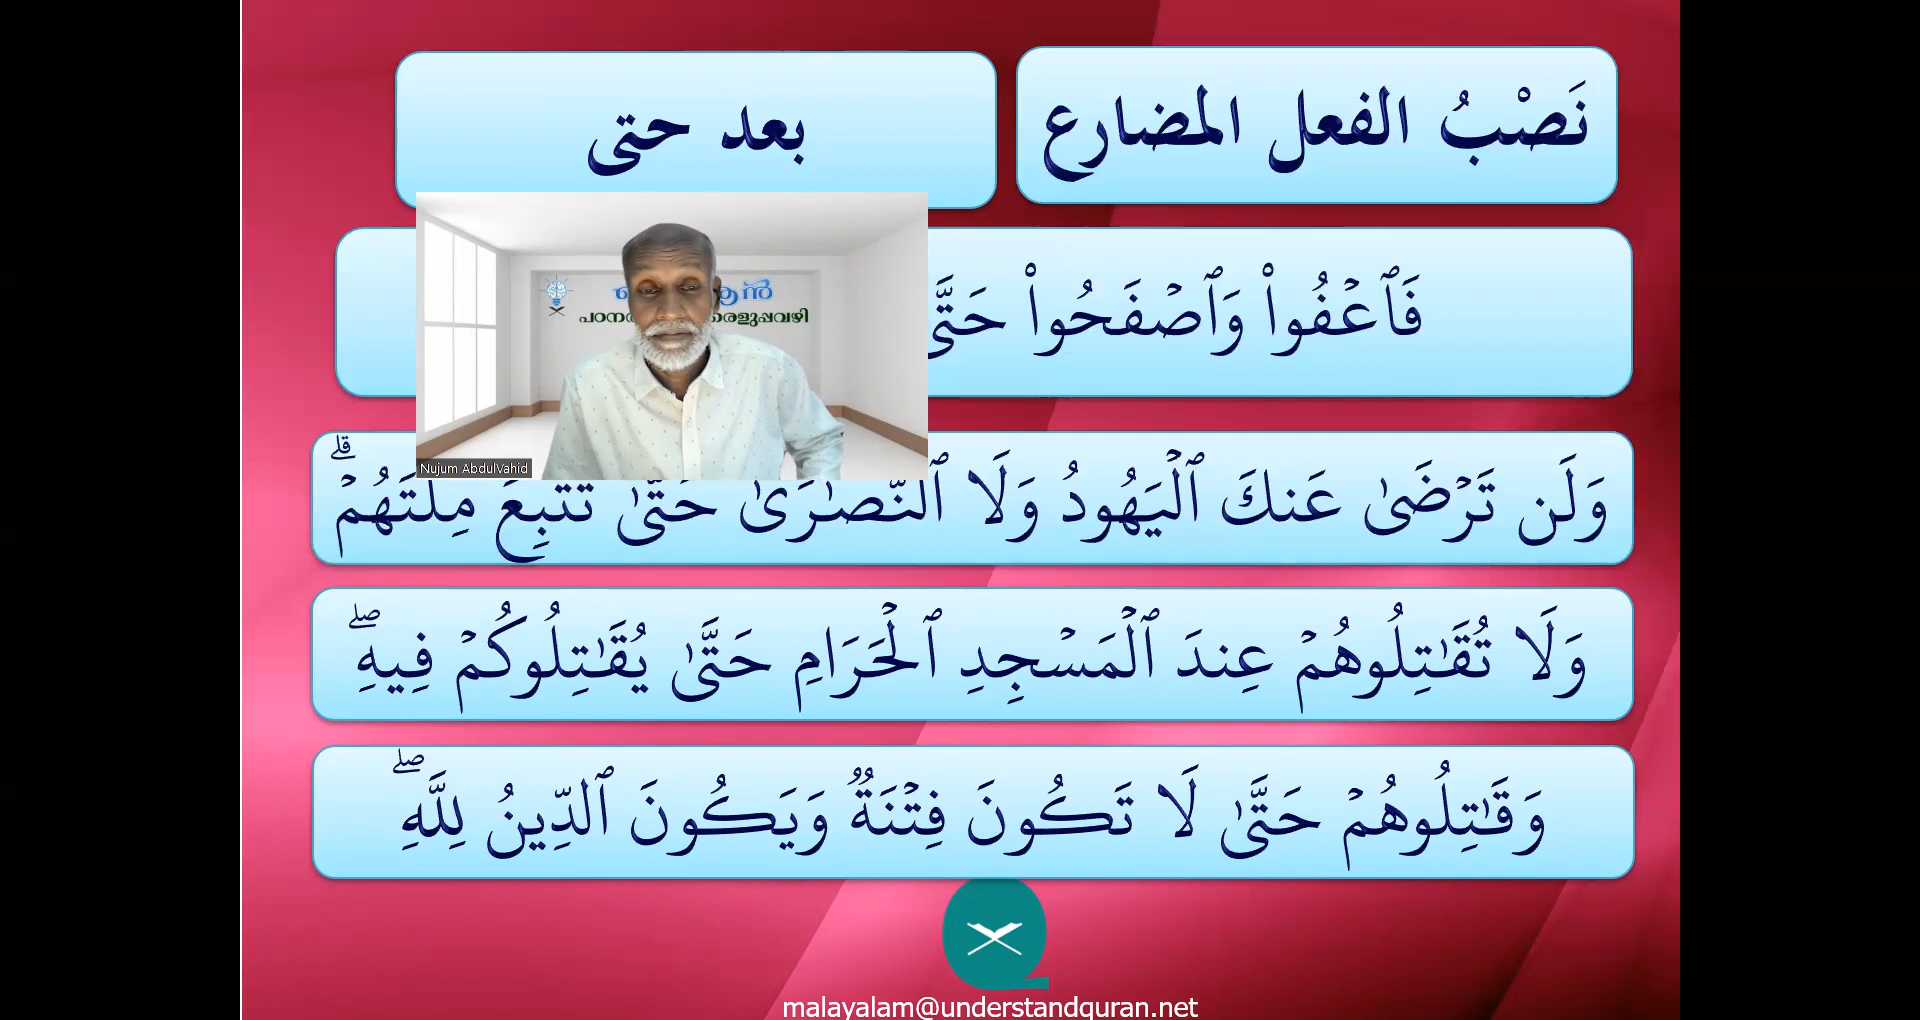 نَصْبُ الفعل المضارع
بعد حتى
فَٱعۡفُواْ وَٱصۡفَحُواْ حَتَّى
وَلَن تَرۡضَىٰ عَنكَ ٱلۡيَهُودُ وَلَا ٱلنَّصَٰرَىٰ حَتَّىٰ تَتَّبِعَ مِلَّتَهُمۡۗ
وَلَا تُقَٰتِلُوهُمۡ عِندَ ٱلۡمَسۡجِدِ ٱلۡحَرَامِ حَتَّىٰ يُقَٰتِلُوكُمۡ فِيهِۖ
وَقَٰتِلُوهُمۡ حَتَّىٰ لَا تَكُونَ فِتۡنَةٌ وَيَكُونَ ٱلدِّينُ لِلَّهِۖ
Nujum AbdulVahid
malayalam@understandquran.net